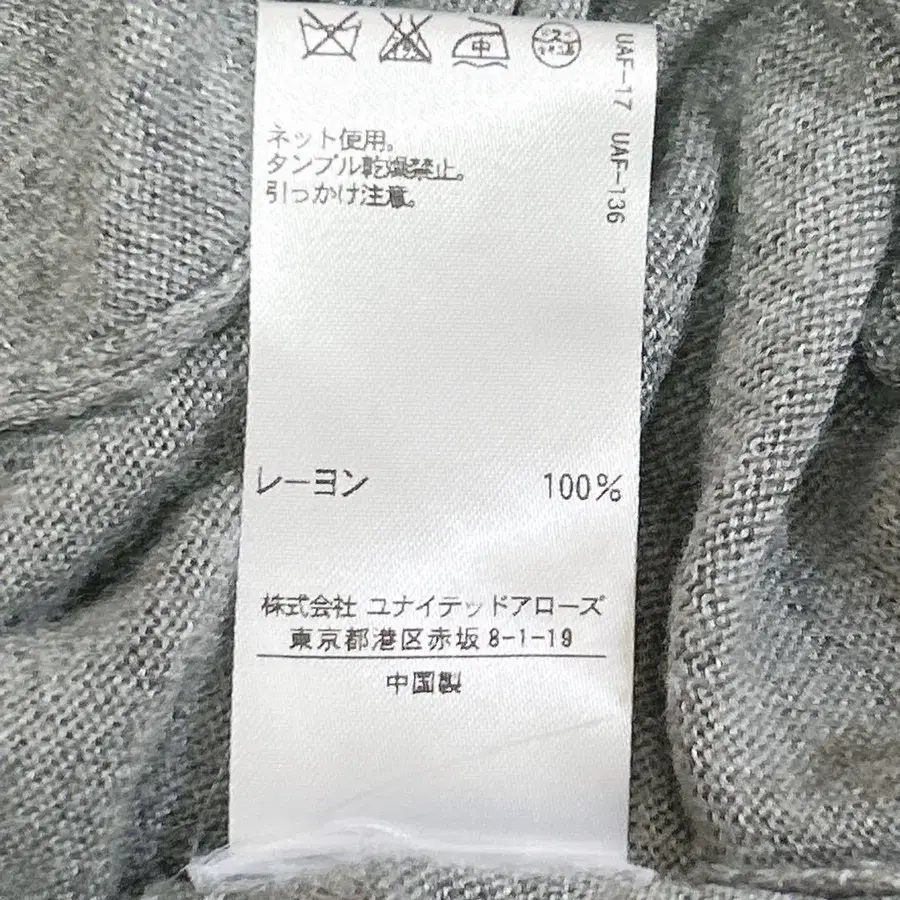 中
UAF-17 UAF-136
ネット使用。
タンブル乾燥禁止。
引っかけ注意。
レーヨン 100%
株式会社 ユナイテッドアローズ
東京都港区赤坂 8-1-19
中国製